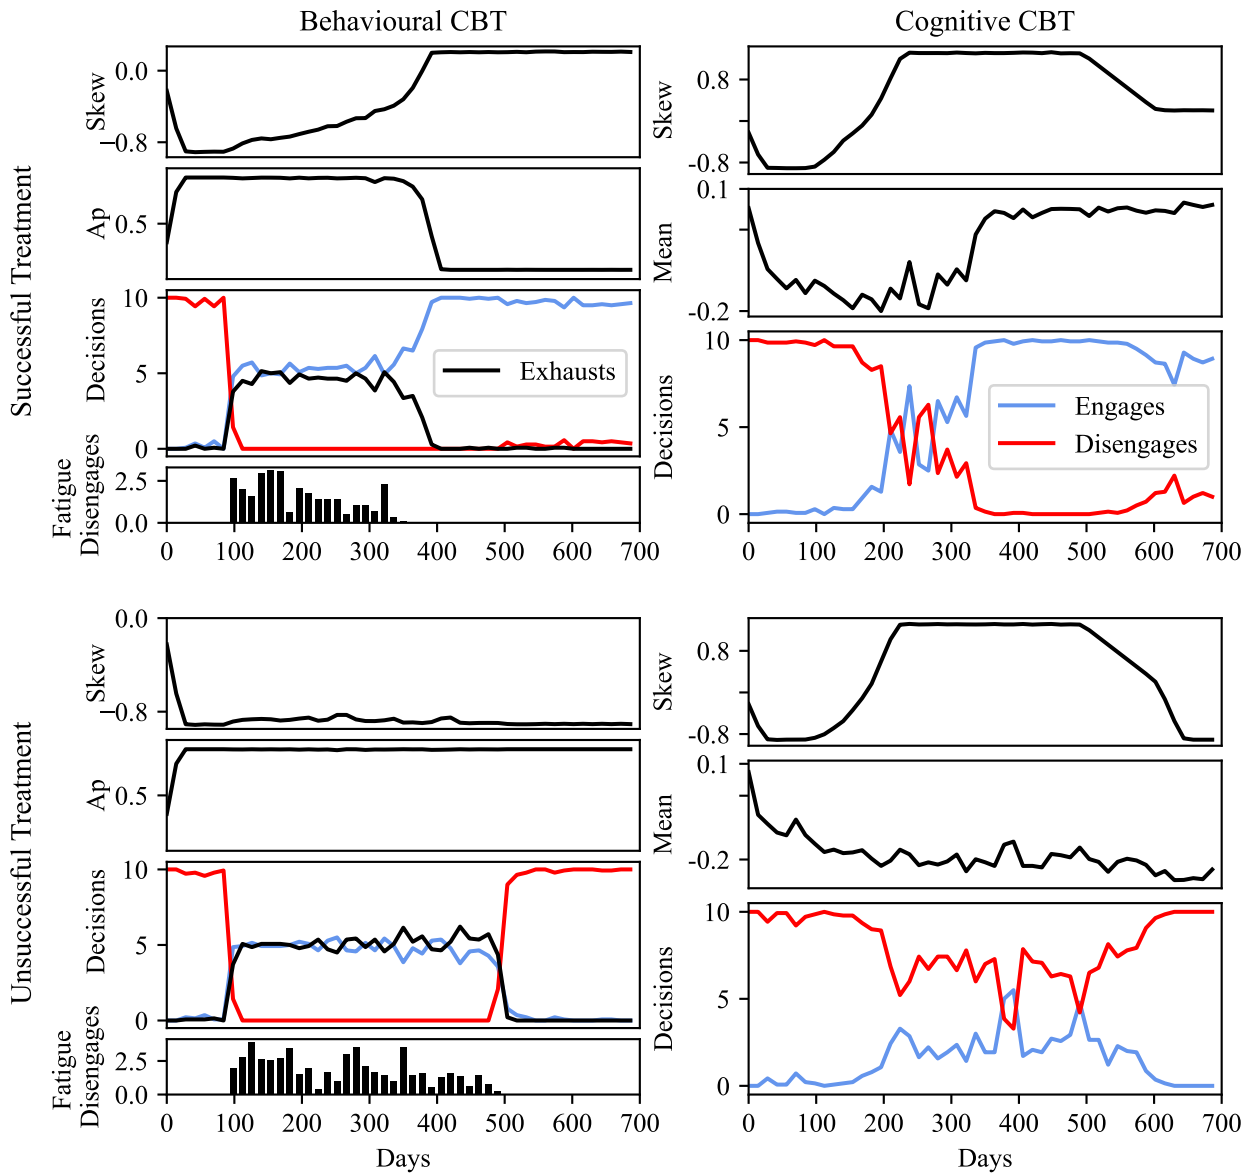 Behavioural CBT
Cognitive CBT
Successful Treatment
Skew
0.0
−0.8
Ap
0.5
Decisions
10
5
0
Exhausts
Fatigue
Disengages
2.5
0.0
0 100 200 300 400 500 600 700
Skew
0.8
-0.8
Mean
0.1
-0.2
Decisions
10
5
0
Engages
Disengages
0 100 200 300 400 500 600 700
Unsuccessful Treatment
Skew
0.0
−0.8
Ap
0.5
Decisions
10
5
0
Fatigue
Disengages
2.5
0.0
0 100 200 300 400 500 600 700
Days
Skew
0.8
-0.8
Mean
0.1
-0.2
Decisions
10
5
0
0 100 200 300 400 500 600 700
Days